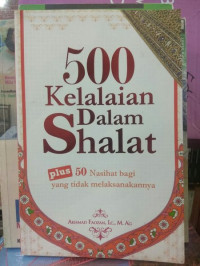 500
Kelalaian
Dalam
Shalat
plus 50 Nasihat bagi
yang tidak melaksanakannya